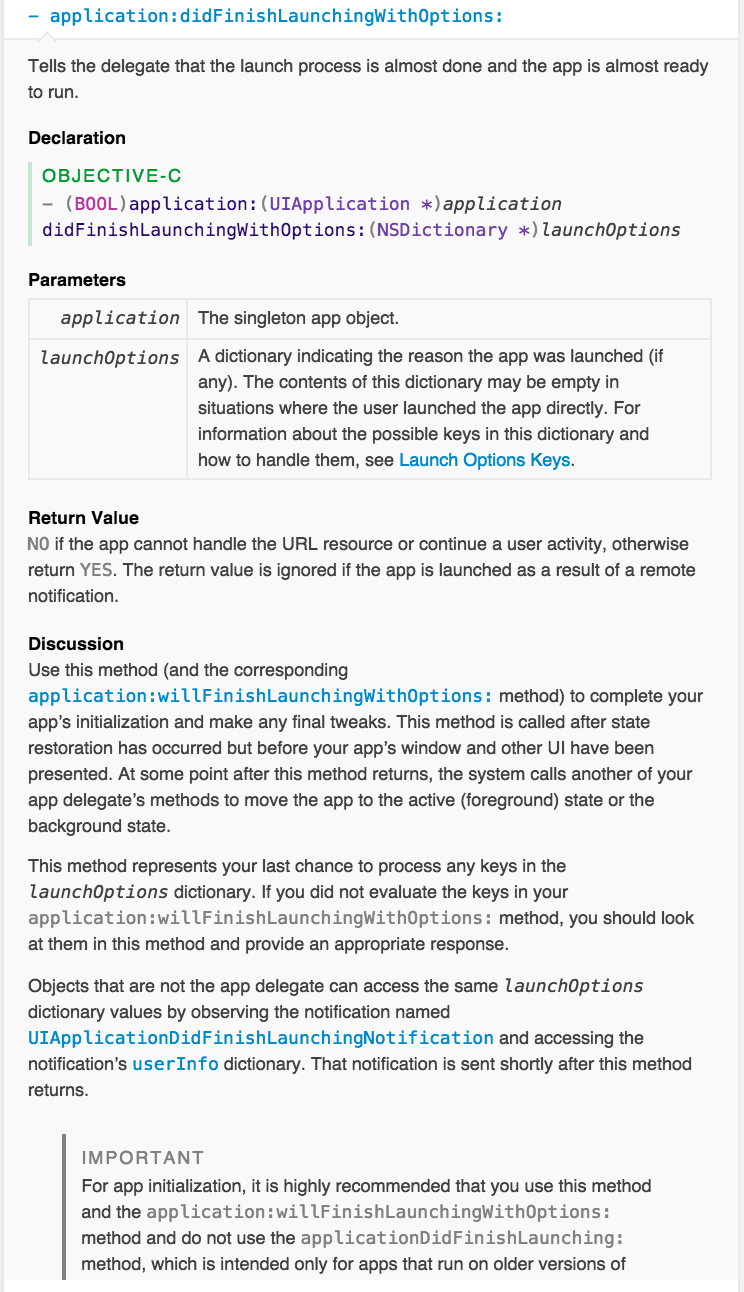 – application:didFinishLaunchingWithOptions:
Tells the delegate that the launch process is almost done and the app is almost ready
to run.
Declaration
OBJECTIVE-C
– (BOOL)application:(UIApplication *)application
didFinishLaunchingWithOptions:(NSDictionary *)launchOptions
Parameters
application The singleton app object.
launchOptions A dictionary indicating the reason the app was launched (if
any). The contents of this dictionary may be empty in
situations where the user launched the app directly. For
information about the possible keys in this dictionary and
how to handle them, see Launch Options Keys.
Return Value
NO if the app cannot handle the URL resource or continue a user activity, otherwise
return YES. The return value is ignored if the app is launched as a result of a remote
notification.
Discussion
Use this method (and the corresponding
application:willFinishLaunchingWithOptions: method) to complete your
app’s initialization and make any final tweaks. This method is called after state
restoration has occurred but before your app’s window and other UI have been
presented. At some point after this method returns, the system calls another of your
app delegate’s methods to move the app to the active (foreground) state or the
background state.
This method represents your last chance to process any keys in the
launchOptions dictionary. If you did not evaluate the keys in your
application:willFinishLaunchingWithOptions: method, you should look
at them in this method and provide an appropriate response.
Objects that are not the app delegate can access the same launchOptions
dictionary values by observing the notification named
UIApplicationDidFinishLaunchingNotification and accessing the
notification’s userInfo dictionary. That notification is sent shortly after this method
returns.
IMPORTANT
For app initialization, it is highly recommended that you use this method
and the application:willFinishLaunchingWithOptions:
method and do not use the applicationDidFinishLaunching:
method, which is intended only for apps that run on older versions of